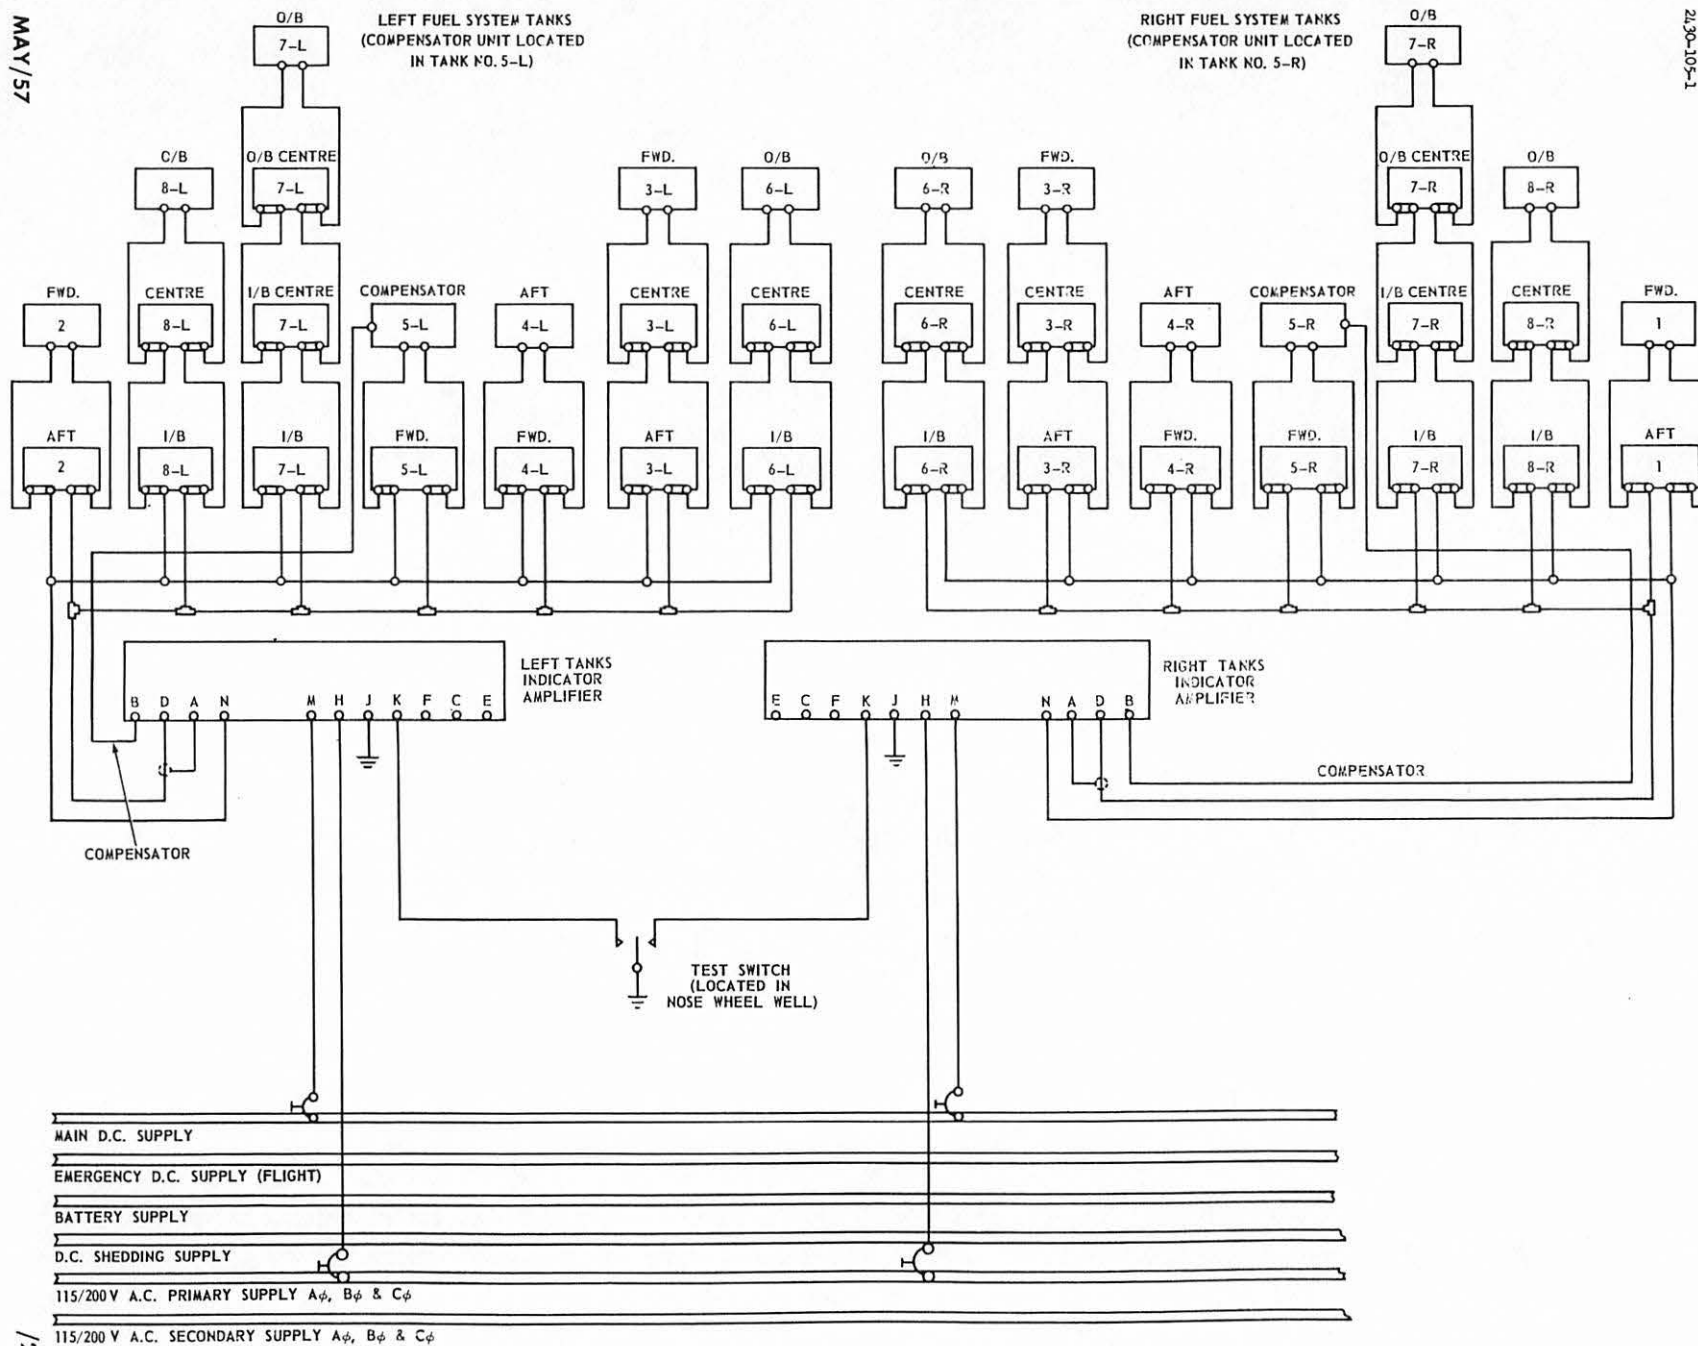 MAY/57
2430-105-1
LEFT FUEL SYSTEM TANKS
(COMPENSATOR UNIT LOCATED
IN TANK NO. 5-L)
RIGHT FUEL SYSTEM TANKS
(COMPENSATOR UNIT LOCATED
IN TANK NO. 5-R)
O/B
O/B
7-L
7-R
O/B
O/B CENTRE
FWD.
O/B
O/B
FWD.
O/B CENTRE
O/B
8-L
7-L
3-L
6-L
6-R
3-R
7-R
8-R
FWD.
CENTRE
I/B CENTRE
COMPENSATOR
AFT
CENTRE
CENTRE
CENTRE
CENTRE
AFT
COMPENSATOR
I/B CENTRE
CENTRE
FWD.
2
8-L
7-L
5-L
4-L
3-L
6-L
6-R
3-R
4-R
5-R
7-R
8-R
1
AFT
I/B
I/B
FWD.
FWD.
AFT
I/B
I/B
AFT
FWD.
FWD.
I/B
I/B
AFT
2
8-L
7-L
5-L
4-L
3-L
6-L
6-R
3-R
4-R
5-R
7-R
8-R
1
LEFT TANKS
INDICATOR
AMPLIFIER
RIGHT TANKS
INDICATOR
AMPLIFIER
B D A N M H J K F C E
E C F K J H M N A D B
COMPENSATOR
COMPENSATOR
TEST SWITCH
(LOCATED IN
NOSE WHEEL WELL)
MAIN D.C. SUPPLY
EMERGENCY D.C. SUPPLY (FLIGHT)
BATTERY SUPPLY
D.C. SHEDDING SUPPLY
115/200 V A.C. PRIMARY SUPPLY Aφ, Bφ & Cφ
115/200 V A.C. SECONDARY SUPPLY Aφ, Bφ & Cφ